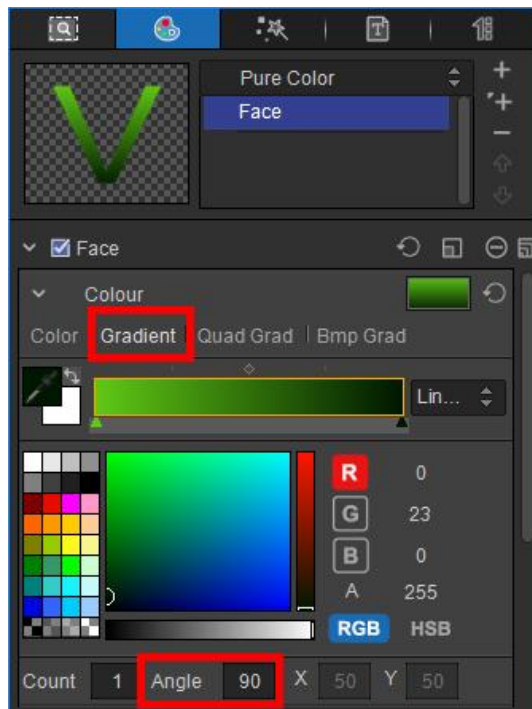 T
V
Pure Color
Face
Face
Colour
Color Gradient Quad Grad Bmp Grad
Lin...
R 0
G 23
B 0
A 255
RGB HSB
Count 1 Angle 90 X 50 Y 50